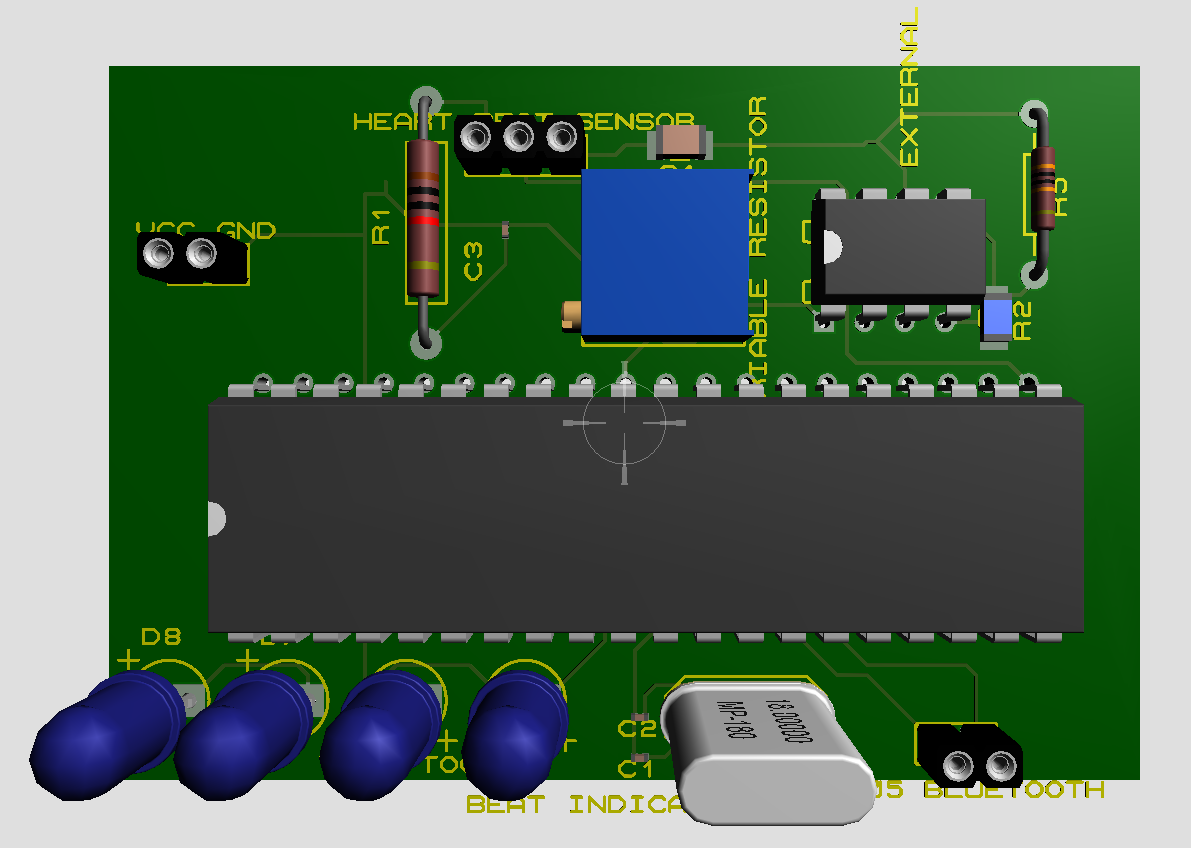 EXTERNAL
HEART BEAT SENSOR
RESISTOR
R1
R3
VCC GND
C3
R2
D8
18.00000
MP-180
C2
C1
BEAT
BLUETOOTH